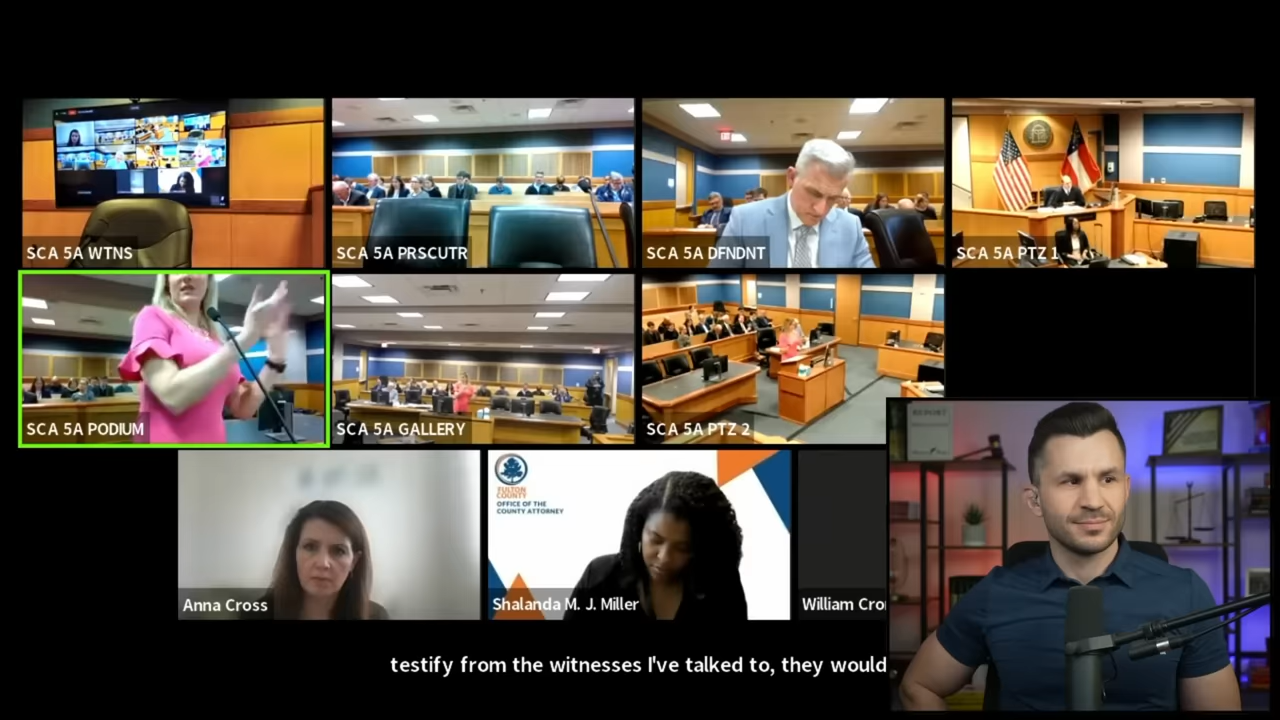 SCA 5A WTNS
SCA 5A PRSCUTR
SCA 5A DFNDNT
SCA 5A PTZ 1
SCA 5A PODIUM
SCA 5A GALLERY
SCA 5A PTZ 2
REPORT
FULTON
COUNTY
OFFICE OF THE
COUNTY ATTORNEY
Anna Cross
Shalanda M. J. Miller
William Cro
testify from the witnesses I've talked to, they would